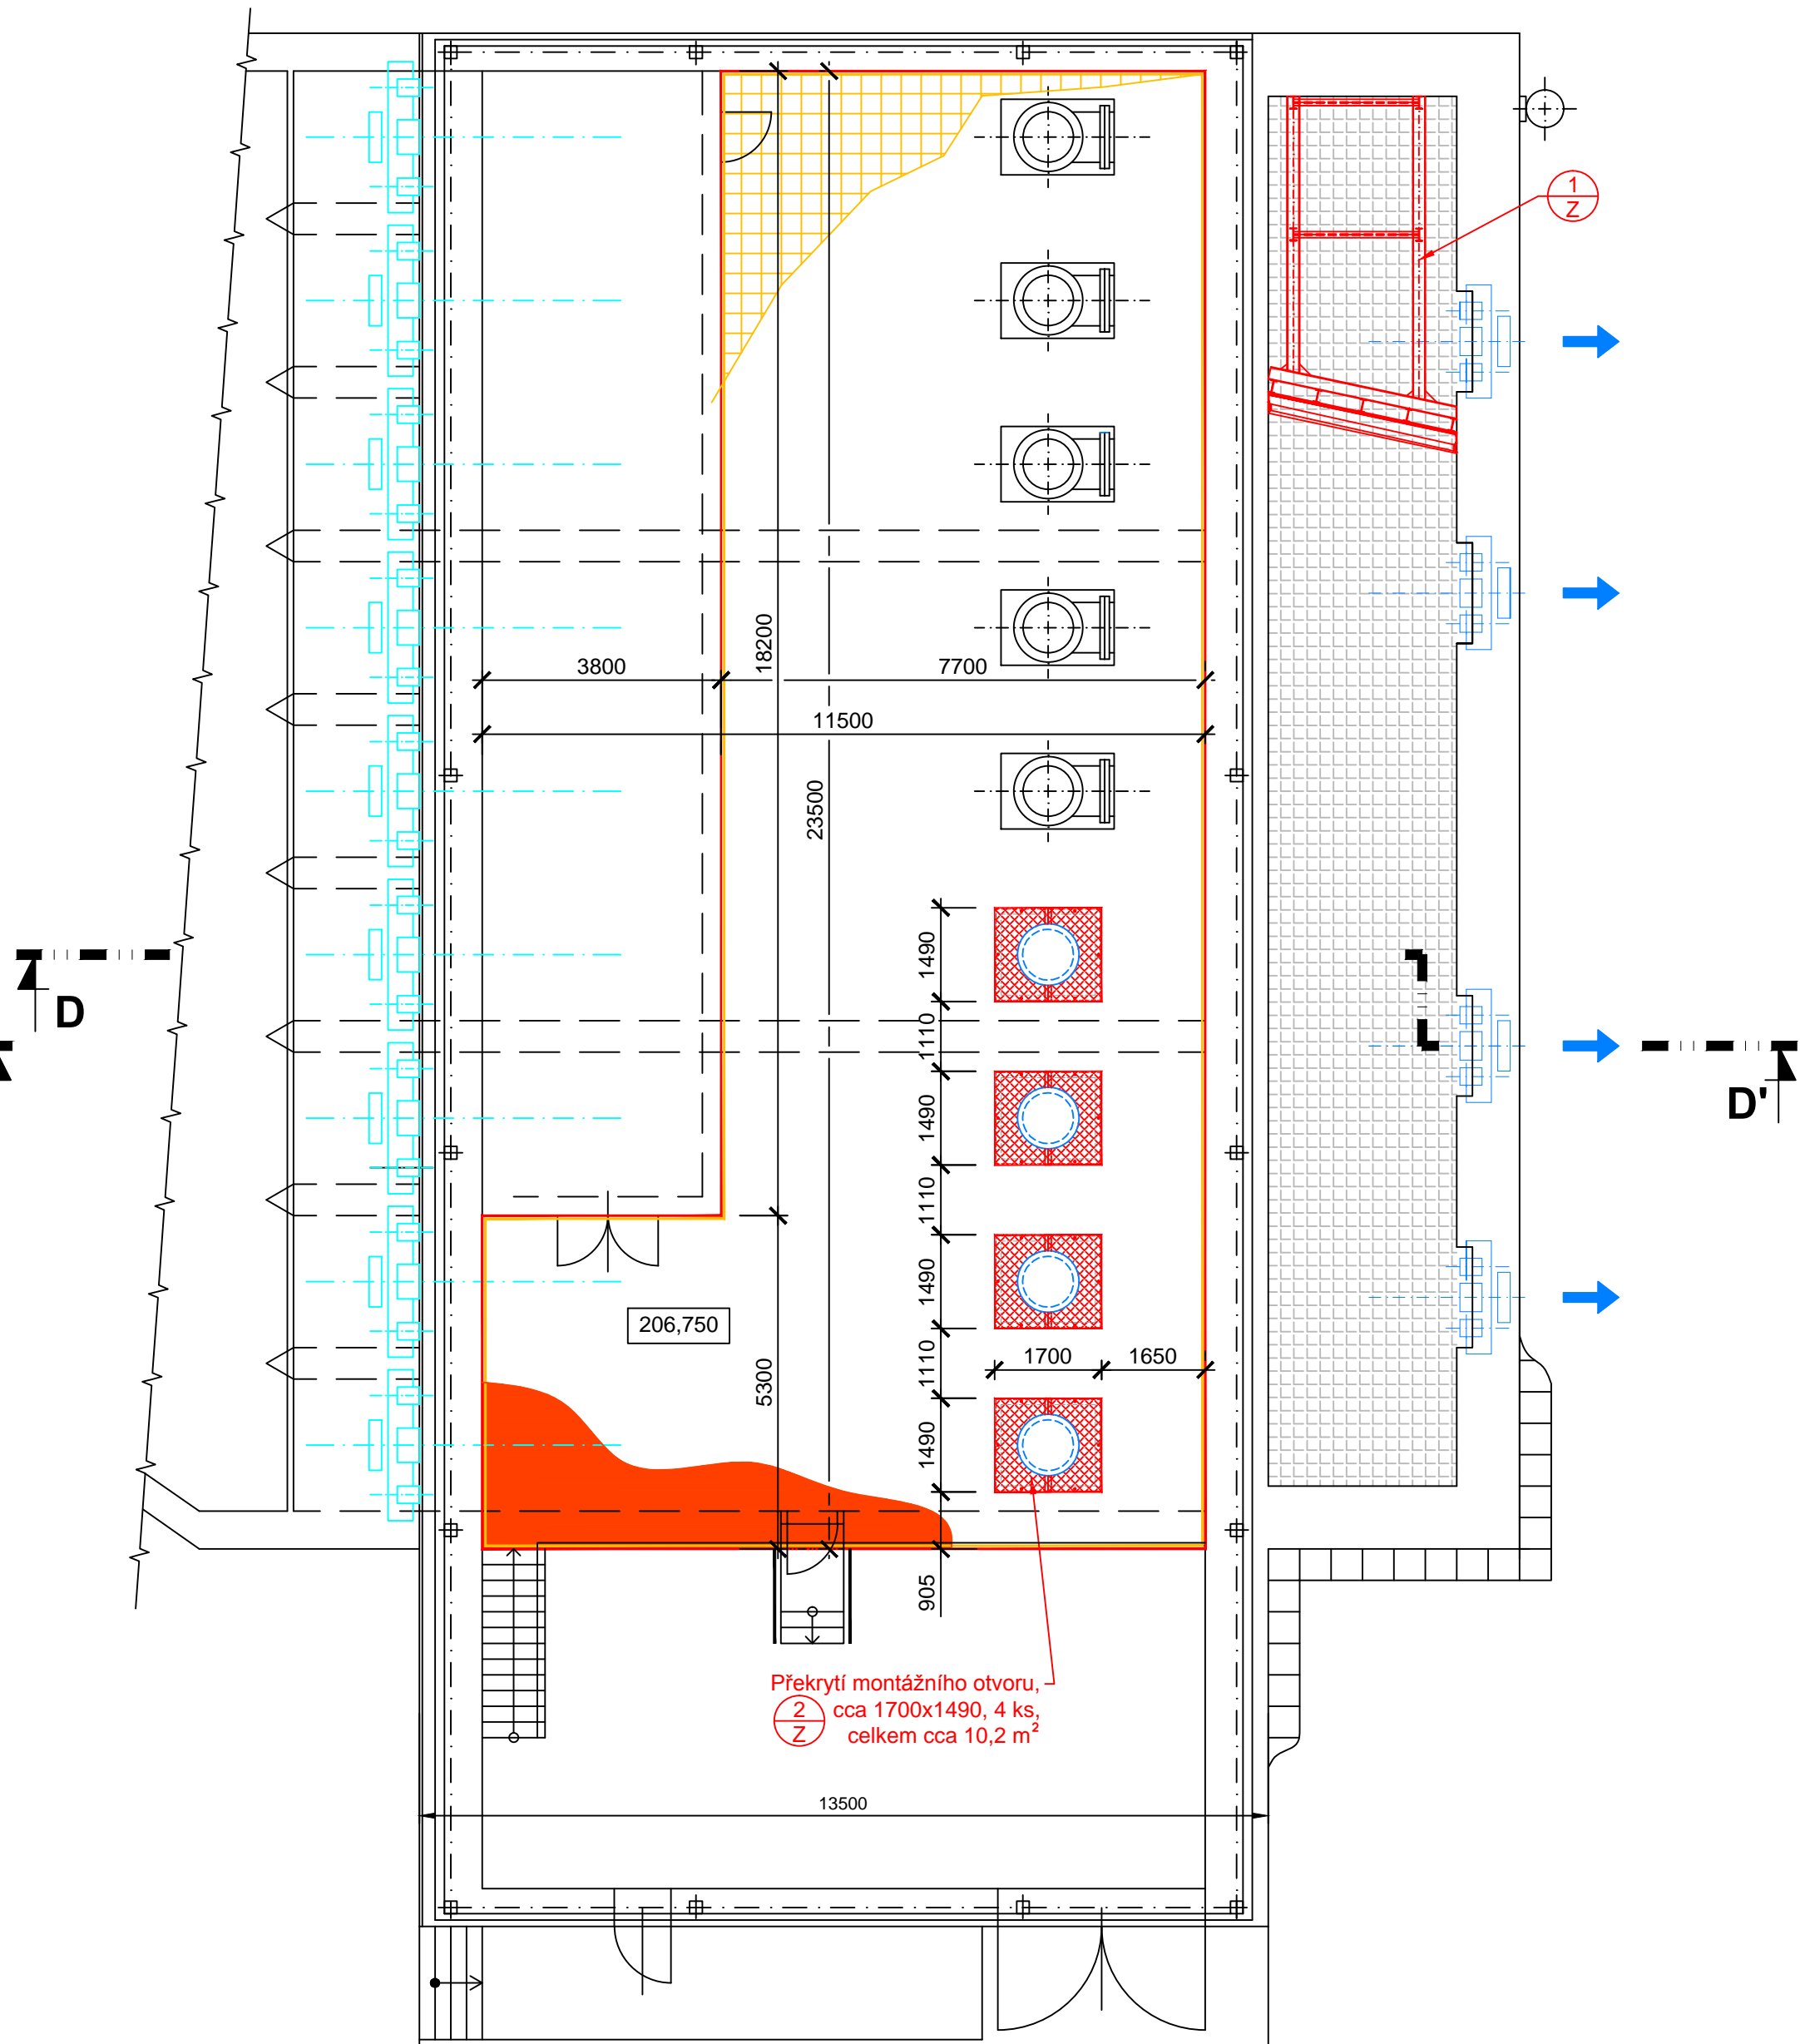 1
Z
3800
18200
7700
11500
23500
1490
1110
1490
1110
1490
1110
1490
905
1700
1650
D
D'
206,750
5300
Překrytí montážního otvoru,
2
Z
cca 1700x1490, 4 ks,
celkem cca 10,2 m²
13500